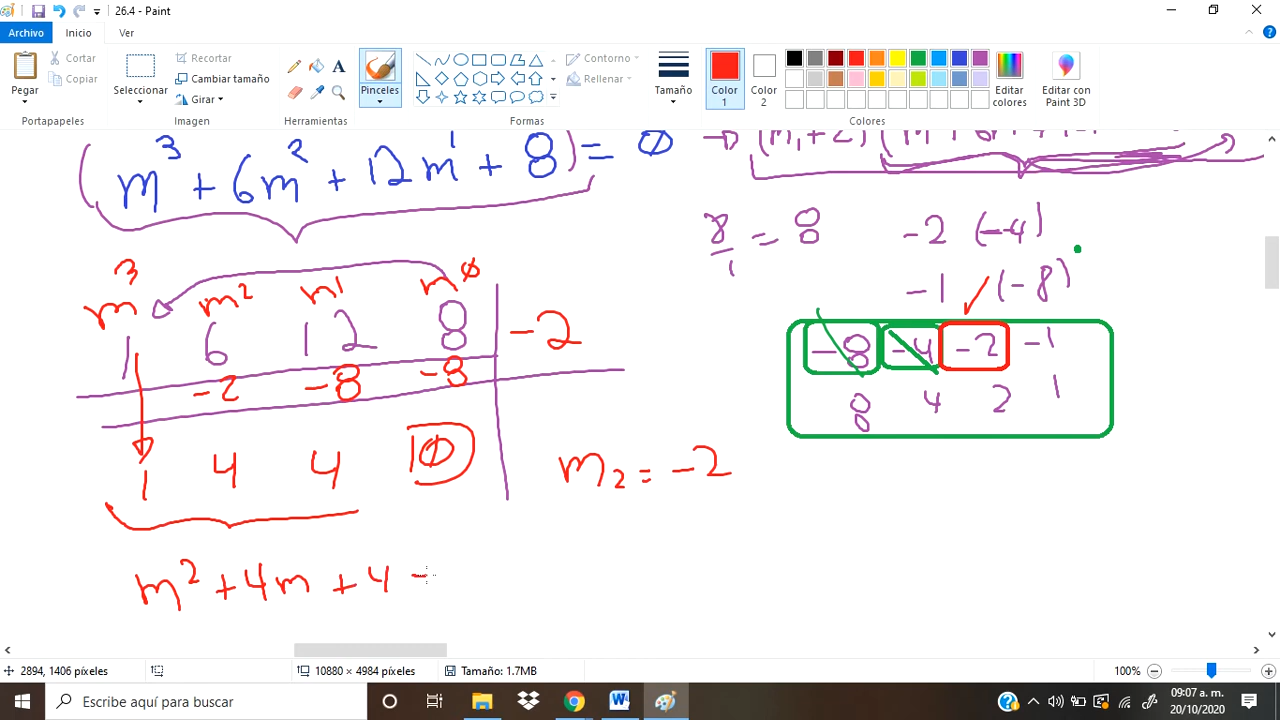 26.4 - Paint
Archivo Inicio Ver
Pegar
Cortar
Copiar
Portapapeles
Seleccionar
Recortar
Cambiar tamaño
Girar
Imagen
A
Herramientas
Pinceles
Contorno
Rellenar
Formas
Tamaño
Color 1
Color 2
Editar colores
Editar con Paint 3D
Colores
(m³ + 6m² + 12m¹ + 8) = 0
m³ m² m¹ m⁰
1 6 12 8 -2
-2 -8 -8
1 4 4 0
m₂ = -2
m² + 4m + 4 -
8/1 = 8 -2 (-4)
-1 (-8)
-8 -4 -2 -1
8 4 2 1
2894, 1406 píxeles
10880 × 4984 píxeles
Tamaño: 1.7MB
100%
Escribe aquí para buscar
09:07 a. m.
20/10/2020